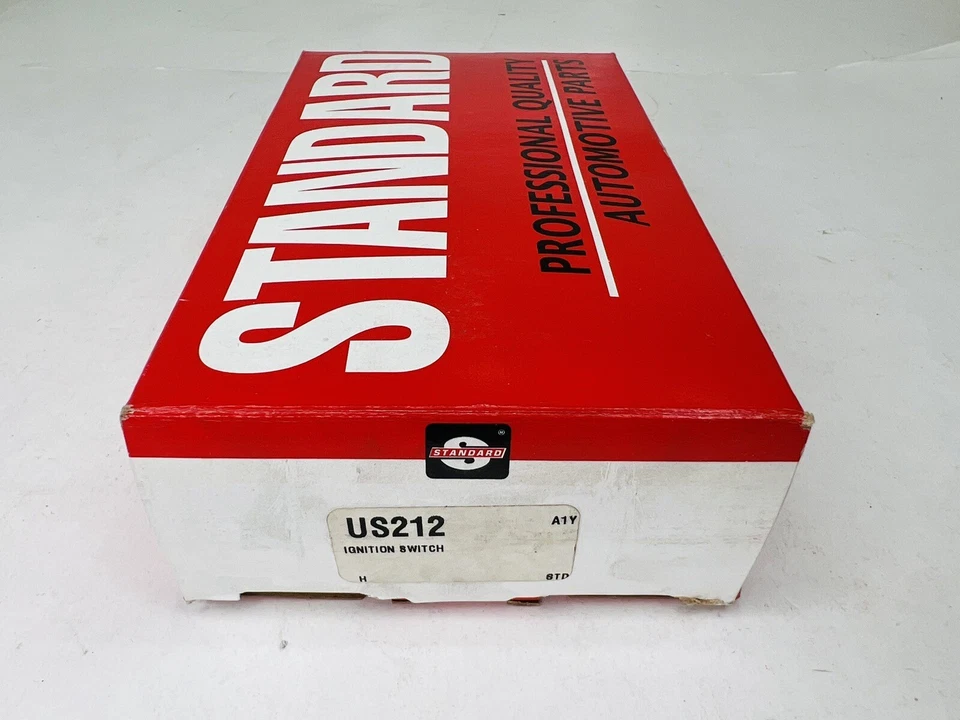 STANDARD
PROFESSIONAL QUALITY
AUTOMOTIVE PARTS
STANDARD
®
US212
A1Y
IGNITION SWITCH
H
STD